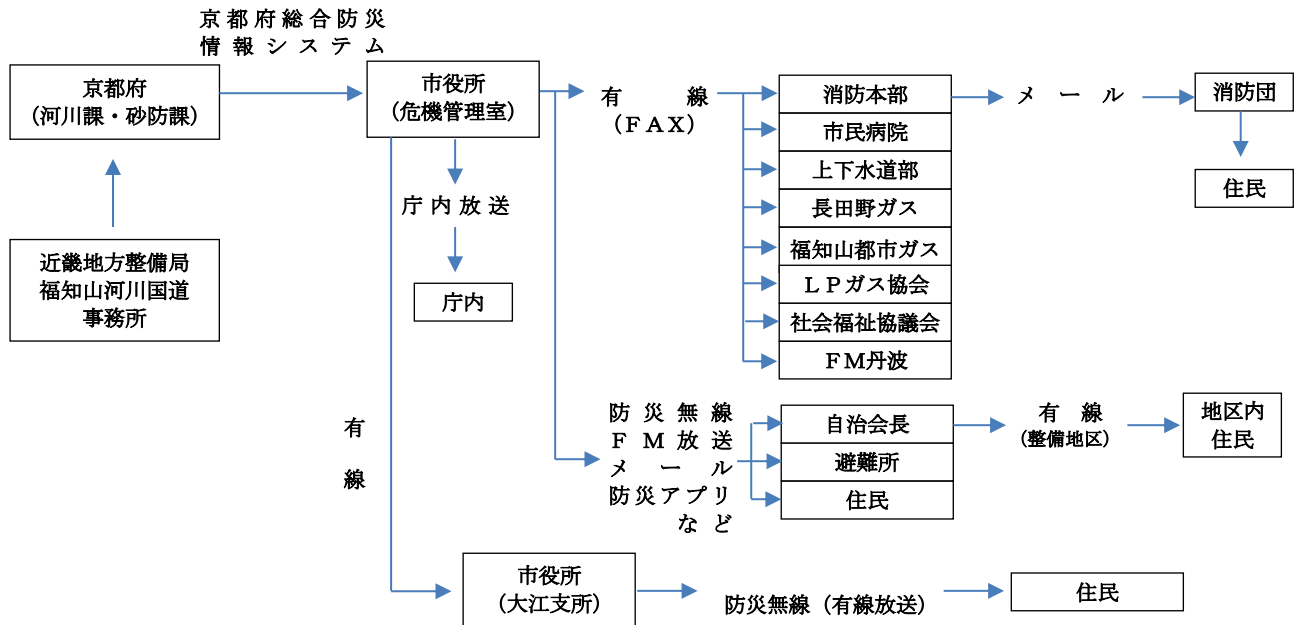 京都府総合防災
情報システム
京都府
(河川課・砂防課)
近畿地方整備局
福知山河川国道
事務所
市役所
(危機管理室)
庁内放送
庁内
有線
(ＦＡＸ)
消防本部
市民病院
上下水道部
長田野ガス
福知山都市ガス
ＬＰガス協会
社会福祉協議会
ＦＭ丹波
メール
消防団
住民
防災無線
ＦＭ放送
メール
防災アプリ
など
自治会長
避難所
住民
有線
(整備地区)
地区内
住民
有
線
市役所
(大江支所)
防災無線（有線放送）
住民